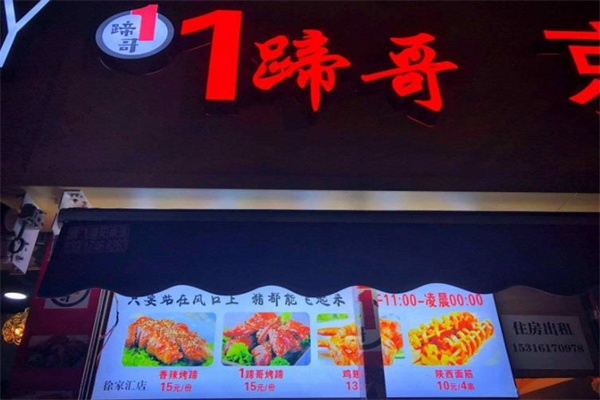 蹄哥
1
1蹄哥
只要站在风口上 猪都能飞起来
11:00-凌晨00:00
香辣烤蹄
15元/份
1蹄哥烤蹄
15元/份
陕西面筋
10元/4串
徐家汇店
住房出租
15316170978